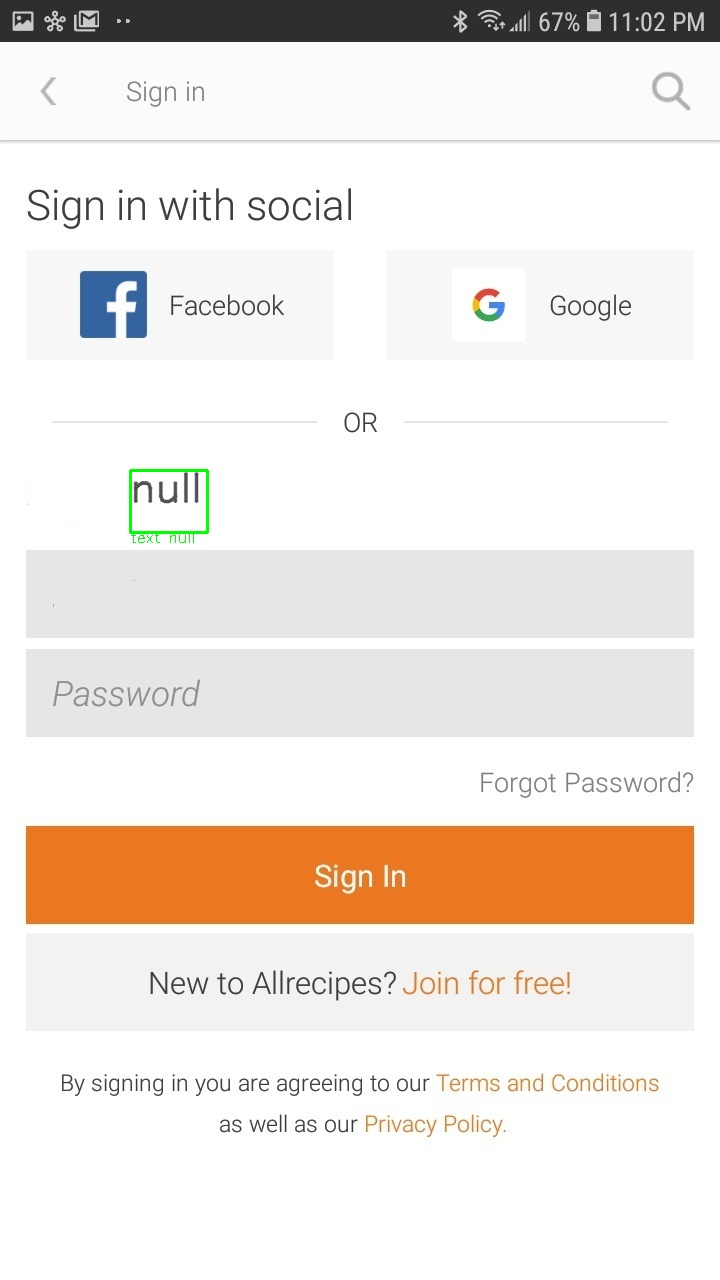 67% 11:02 PM
Sign in
Sign in with social
Facebook
Google
OR
null
text null
Password
Forgot Password?
Sign In
New to Allrecipes? Join for free!
By signing in you are agreeing to our Terms and Conditions
as well as our Privacy Policy.